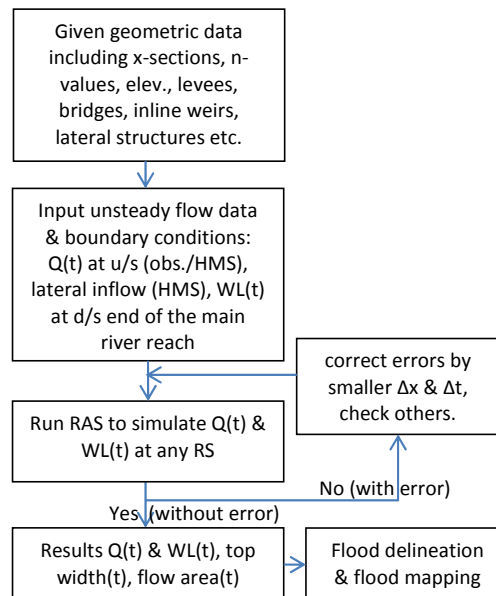 Given geometric data
including x-sections, n-
values, elev., levees,
bridges, inline weirs,
lateral structures etc.
Input unsteady flow data
& boundary conditions:
Q(t) at u/s (obs./HMS),
lateral inflow (HMS), WL(t)
at d/s end of the main
river reach
correct errors by
smaller Δx & Δt,
check others.
Run RAS to simulate Q(t) &
WL(t) at any RS
No (with error)
Yes (without error)
Results Q(t) & WL(t), top
width(t), flow area(t)
Flood delineation
& flood mapping